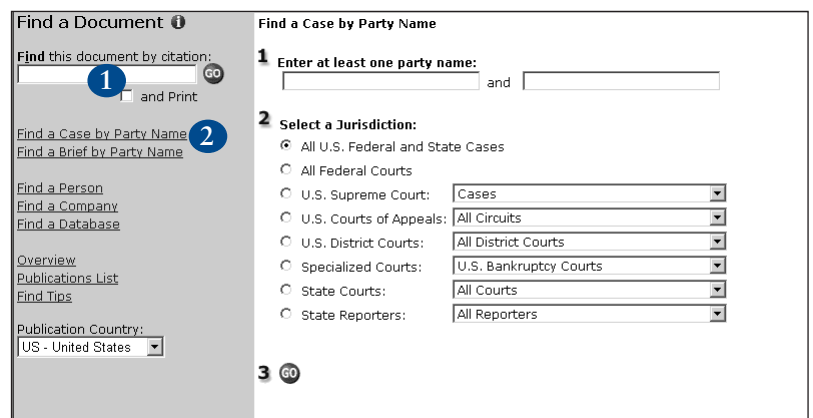 Find a Document i
Find this document by citation:
GO
1
and Print
Find a Case by Party Name 2
Find a Brief by Party Name
Find a Person
Find a Company
Find a Database
Overview
Publications List
Find Tips
Publication Country:
US - United States
Find a Case by Party Name
1 Enter at least one party name:
and
2 Select a Jurisdiction:
All U.S. Federal and State Cases
All Federal Courts
U.S. Supreme Court: Cases
U.S. Courts of Appeals: All Circuits
U.S. District Courts: All District Courts
Specialized Courts: U.S. Bankruptcy Courts
State Courts: All Courts
State Reporters: All Reporters
3 GO